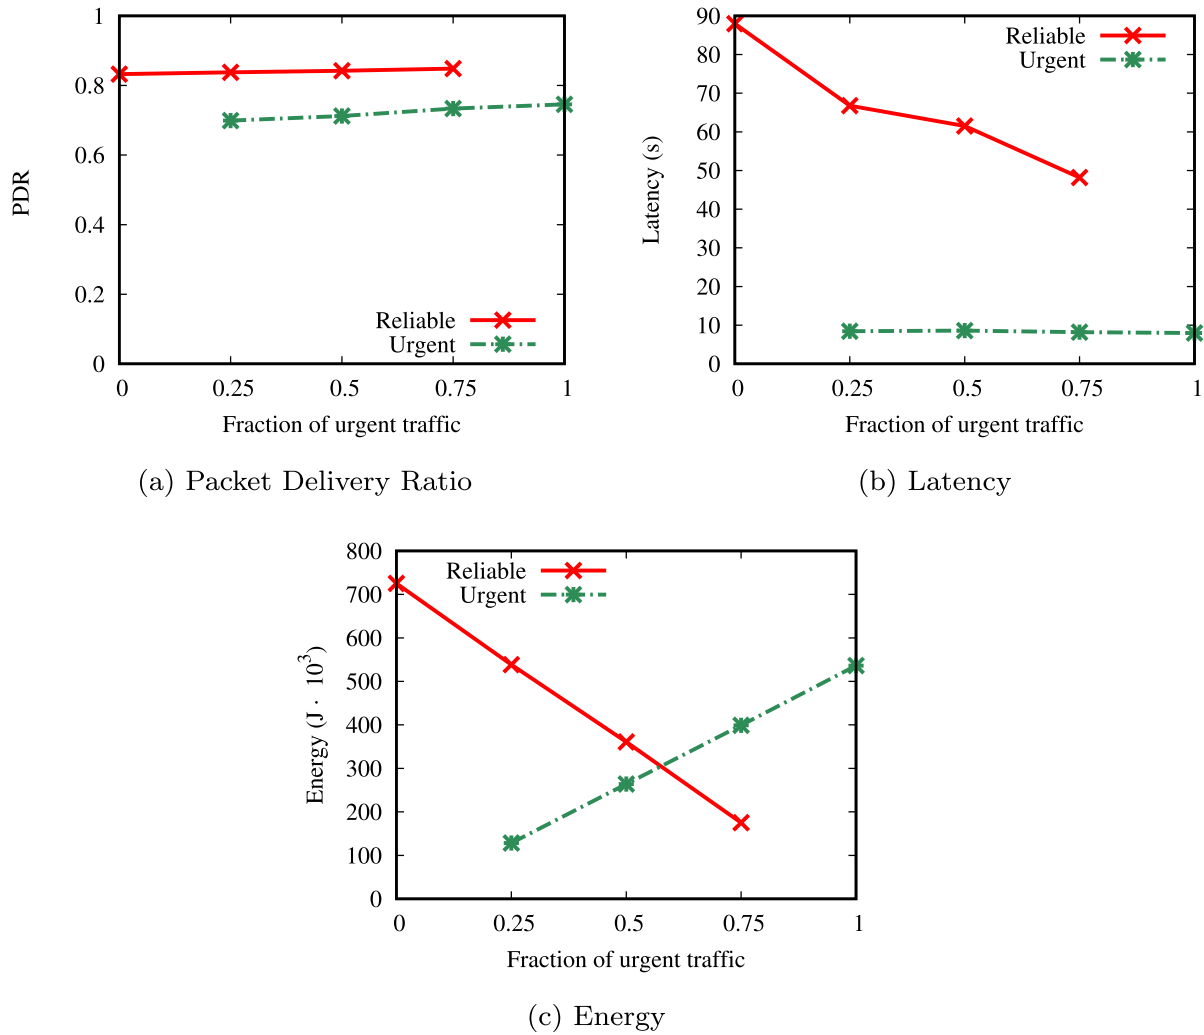 1
0.8
0.6
0.4
0.2
0
PDR
Reliable
Urgent
0 0.25 0.5 0.75 1
Fraction of urgent traffic
(a) Packet Delivery Ratio
90
80
70
60
50
40
30
20
10
0
Latency (s)
Reliable
Urgent
0 0.25 0.5 0.75 1
Fraction of urgent traffic
(b) Latency
800
700
600
500
400
300
200
100
0
Energy (J · 10³)
Reliable
Urgent
0 0.25 0.5 0.75 1
Fraction of urgent traffic
(c) Energy